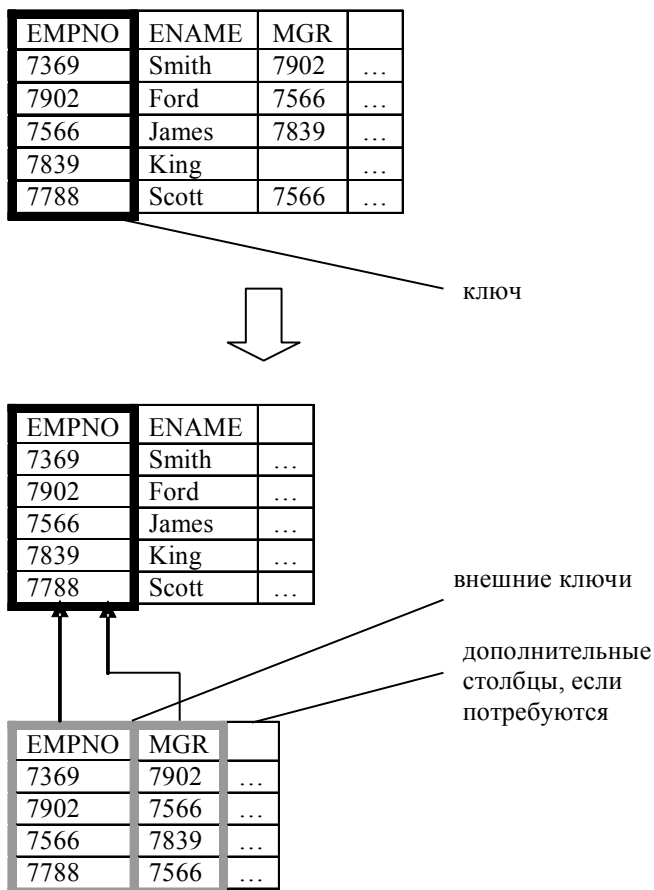 EMPNO ENAME MGR
7369 Smith 7902 ...
7902 Ford 7566 ...
7566 James 7839 ...
7839 King ...
7788 Scott 7566 ...
ключ
EMPNO ENAME
7369 Smith ...
7902 Ford ...
7566 James ...
7839 King ...
7788 Scott ...
внешние ключи
дополнительные
столбцы, если
потребуются
EMPNO MGR
7369 7902 ...
7902 7566 ...
7566 7839 ...
7788 7566 ...